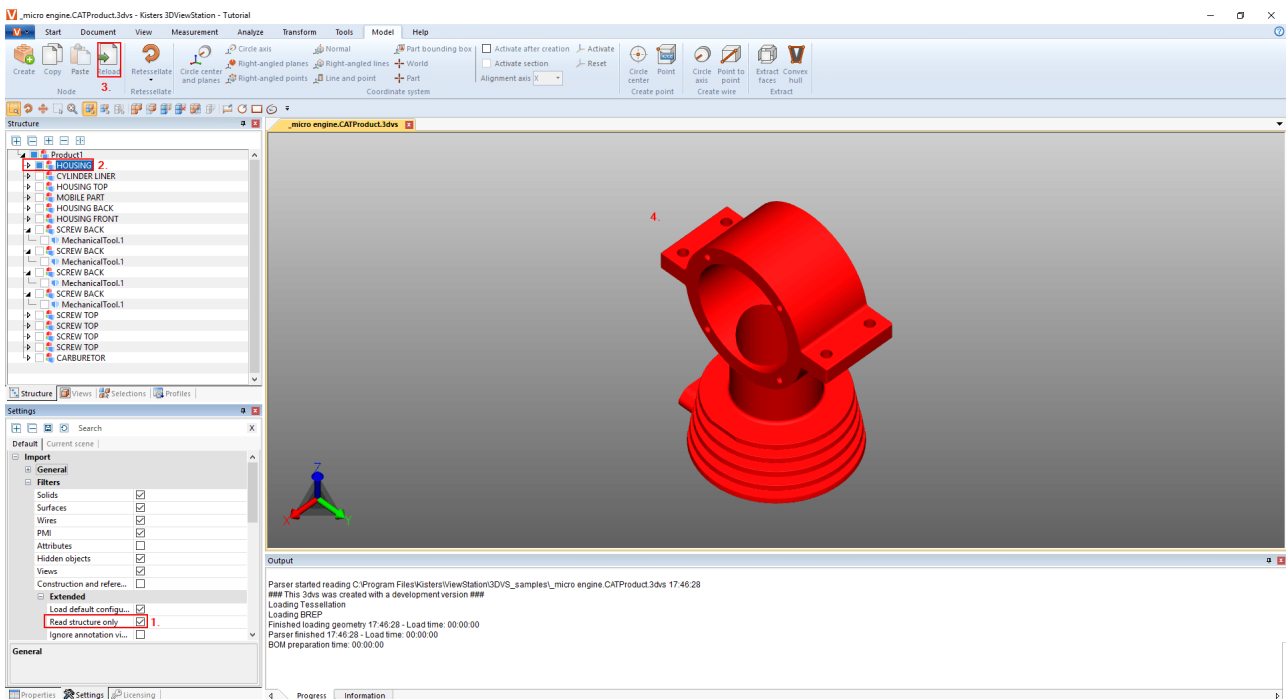 _micro engine.CATProduct.3dvs - Kisters 3DViewStation - Tutorial
Start Document View Measurement Analyze Transform Tools Model Help
Create Copy Paste Reload
3.
Node
Retessellate
Retessellate
Circle center and planes
Circle axis
Right-angled planes
Right-angled points
Normal
Right-angled lines
Line and point
Part bounding box
World
Part
Activate after creation
Activate section
Alignment axis X
Activate
Reset
Coordinate system
Circle center
Point
Create point
Circle axis
Point to point
Create wire
Extract faces
Convex hull
Extract
Structure
_micro engine.CATProduct.3dvs
Product1
HOUSING 2.
CYLINDER LINER
HOUSING TOP
MOBILE PART
HOUSING BACK
HOUSING FRONT
SCREW BACK
MechanicalTool.1
SCREW BACK
MechanicalTool.1
SCREW BACK
MechanicalTool.1
SCREW BACK
MechanicalTool.1
SCREW TOP
SCREW TOP
SCREW TOP
SCREW TOP
CARBURETOR
Structure Views Selections Profiles
4.
Z
X
Y
Settings
Search X
Default Current scene
Import
General
Filters
Solids
Surfaces
Wires
PMI
Attributes
Hidden objects
Views
Construction and refere...
Extended
Load default configu...
Read structure only 1.
Ignore annotation vi...
General
Properties Settings Licensing
Output
Parser started reading C:\Program Files\Kisters\ViewStation\3DVS_samples\_micro engine.CATProduct.3dvs 17:46:28
### This 3dvs was created with a development version ###
Loading Tessellation
Loading BREP
Finished loading geometry 17:46:28 - Load time: 00:00:00
Parser finished 17:46:28 - Load time: 00:00:00
BOM preparation time: 00:00:00
Progress Information